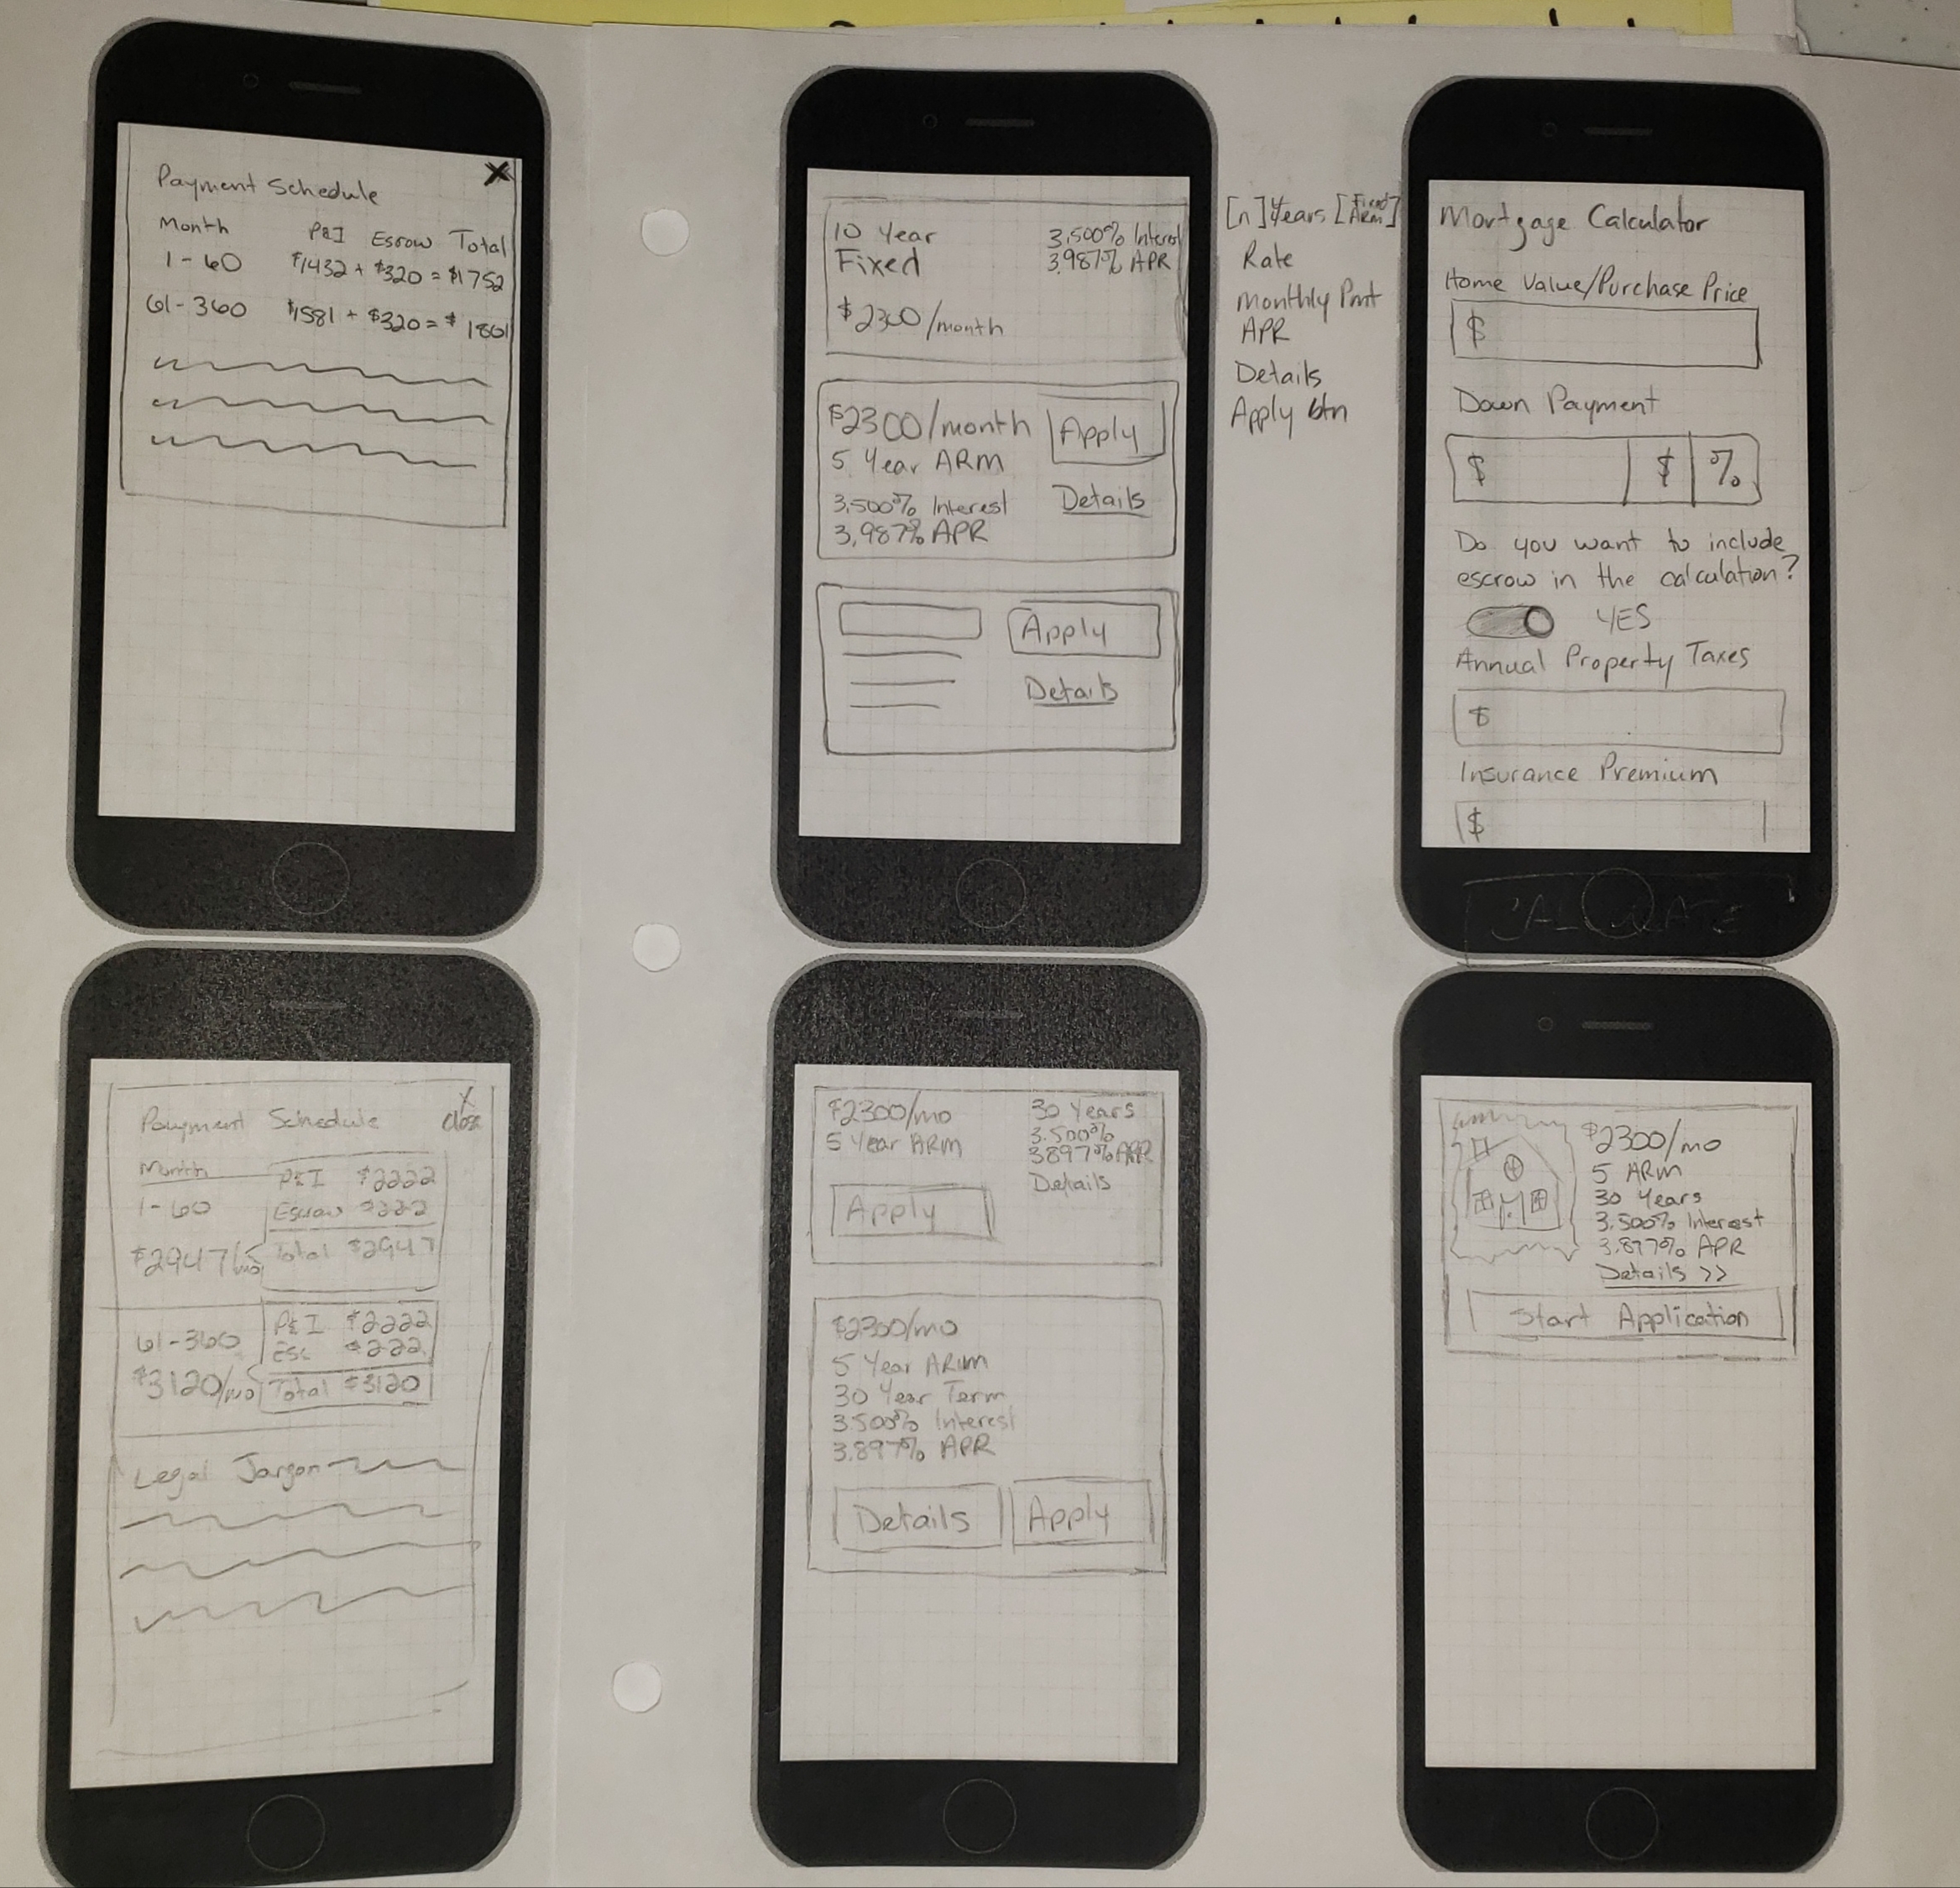 Payment Schedule X
Month P&I Escrow Total
1-60 $1432 + $320 = $1752
61-360 $1581 + $320 = $1801
10 Year
Fixed
3.500% Interest
3.987% APR
$2300/month
$2300/month
5 Year ARM
3.500% Interest
3.987% APR
Apply
Details
Apply
Details
[n] Years [Fixed
ARM]
Rate
Monthly Pmt
APR
Details
Apply btn
Mortgage Calculator
Home Value/Purchase Price
$
Down Payment
$ $ %
Do you want to include
escrow in the calculation?
YES
Annual Property Taxes
$
Insurance Premium
$
CALCULATE
Payment Schedule X
Close
Month
1-60
$2947/mo
P&I $2222
Escrow $222
Total $2947
61-360
$3120/mo
P&I $2222
Esc $222
Total $3120
Legal Jargon
$2300/mo
5 Year ARM
Apply
30 Years
3.500%
3.897% APR
Details
$2300/mo
5 Year ARM
30 Year Term
3.500% Interest
3.897% APR
Details Apply
$2300/mo
5 ARM
30 Years
3.500% Interest
3.877% APR
Details >>
Start Application